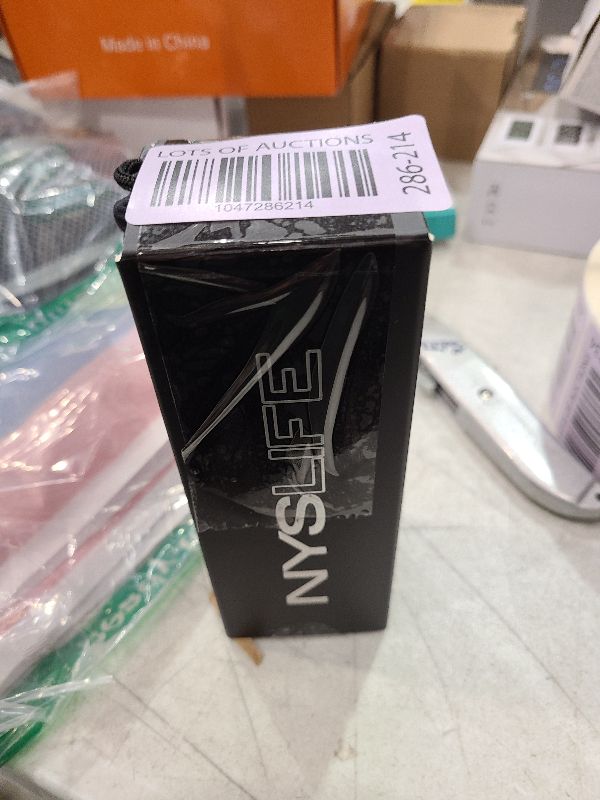 Made in China
LOTS OF AUCTIONS
1047286214
286-214
NYSLIFE